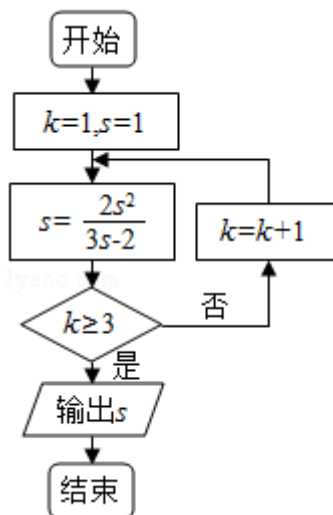 开始
k=1,s=1
s= 2s²/3s-2
k=k+1
k≥3
否
是
输出s
结束